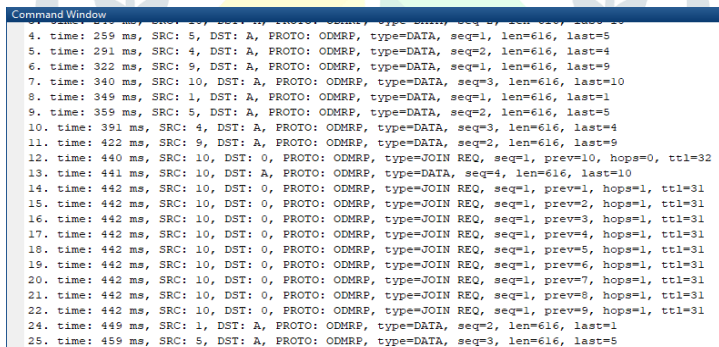 Command Window
4. time: 259 ms, SRC: 5, DST: A, PROTO: ODMRP, type=DATA, seq=1, len=616, last=5
5. time: 291 ms, SRC: 4, DST: A, PROTO: ODMRP, type=DATA, seq=2, len=616, last=4
6. time: 322 ms, SRC: 9, DST: A, PROTO: ODMRP, type=DATA, seq=1, len=616, last=9
7. time: 340 ms, SRC: 10, DST: A, PROTO: ODMRP, type=DATA, seq=3, len=616, last=10
8. time: 349 ms, SRC: 1, DST: A, PROTO: ODMRP, type=DATA, seq=1, len=616, last=1
9. time: 359 ms, SRC: 5, DST: A, PROTO: ODMRP, type=DATA, seq=2, len=616, last=5
10. time: 391 ms, SRC: 4, DST: A, PROTO: ODMRP, type=DATA, seq=3, len=616, last=4
11. time: 422 ms, SRC: 9, DST: A, PROTO: ODMRP, type=DATA, seq=2, len=616, last=9
12. time: 440 ms, SRC: 10, DST: 0, PROTO: ODMRP, type=JOIN REQ, seq=1, prev=10, hops=0, ttl=32
13. time: 441 ms, SRC: 10, DST: A, PROTO: ODMRP, type=DATA, seq=4, len=616, last=10
14. time: 442 ms, SRC: 10, DST: 0, PROTO: ODMRP, type=JOIN REQ, seq=1, prev=1, hops=1, ttl=31
15. time: 442 ms, SRC: 10, DST: 0, PROTO: ODMRP, type=JOIN REQ, seq=1, prev=2, hops=1, ttl=31
16. time: 442 ms, SRC: 10, DST: 0, PROTO: ODMRP, type=JOIN REQ, seq=1, prev=3, hops=1, ttl=31
17. time: 442 ms, SRC: 10, DST: 0, PROTO: ODMRP, type=JOIN REQ, seq=1, prev=4, hops=1, ttl=31
18. time: 442 ms, SRC: 10, DST: 0, PROTO: ODMRP, type=JOIN REQ, seq=1, prev=5, hops=1, ttl=31
19. time: 442 ms, SRC: 10, DST: 0, PROTO: ODMRP, type=JOIN REQ, seq=1, prev=6, hops=1, ttl=31
20. time: 442 ms, SRC: 10, DST: 0, PROTO: ODMRP, type=JOIN REQ, seq=1, prev=7, hops=1, ttl=31
21. time: 442 ms, SRC: 10, DST: 0, PROTO: ODMRP, type=JOIN REQ, seq=1, prev=8, hops=1, ttl=31
22. time: 442 ms, SRC: 10, DST: 0, PROTO: ODMRP, type=JOIN REQ, seq=1, prev=9, hops=1, ttl=31
24. time: 449 ms, SRC: 1, DST: A, PROTO: ODMRP, type=DATA, seq=2, len=616, last=1
25. time: 459 ms, SRC: 5, DST: A, PROTO: ODMRP, type=DATA, seq=3, len=616, last=5